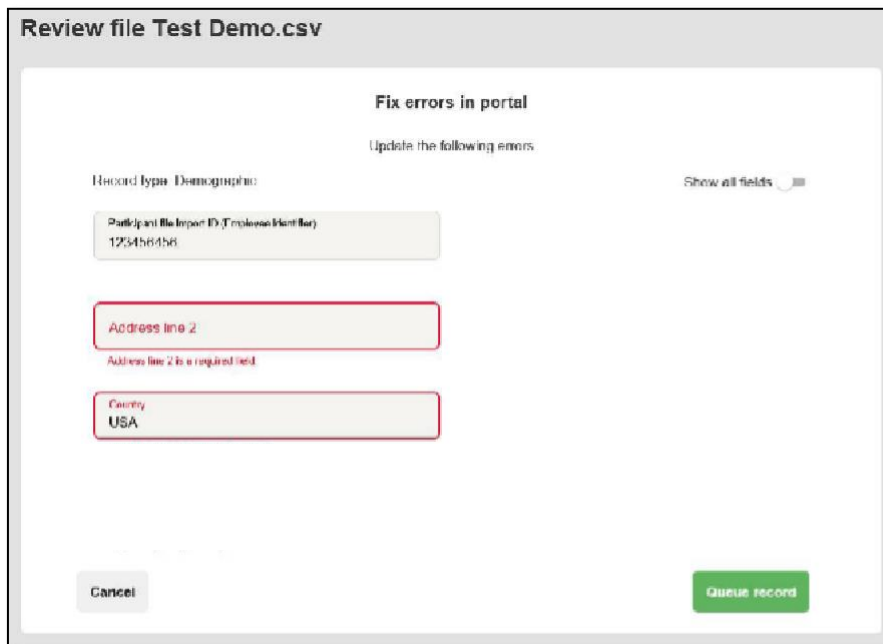 Review file Test Demo.csv
Fix errors in portal
Update the following errors
Record type Demographic
Show all fields
Participant file Import ID (Employee Identifier)
123456456
Address line 2
Address line 2 is a required field
Country
USA
Cancel
Queue record